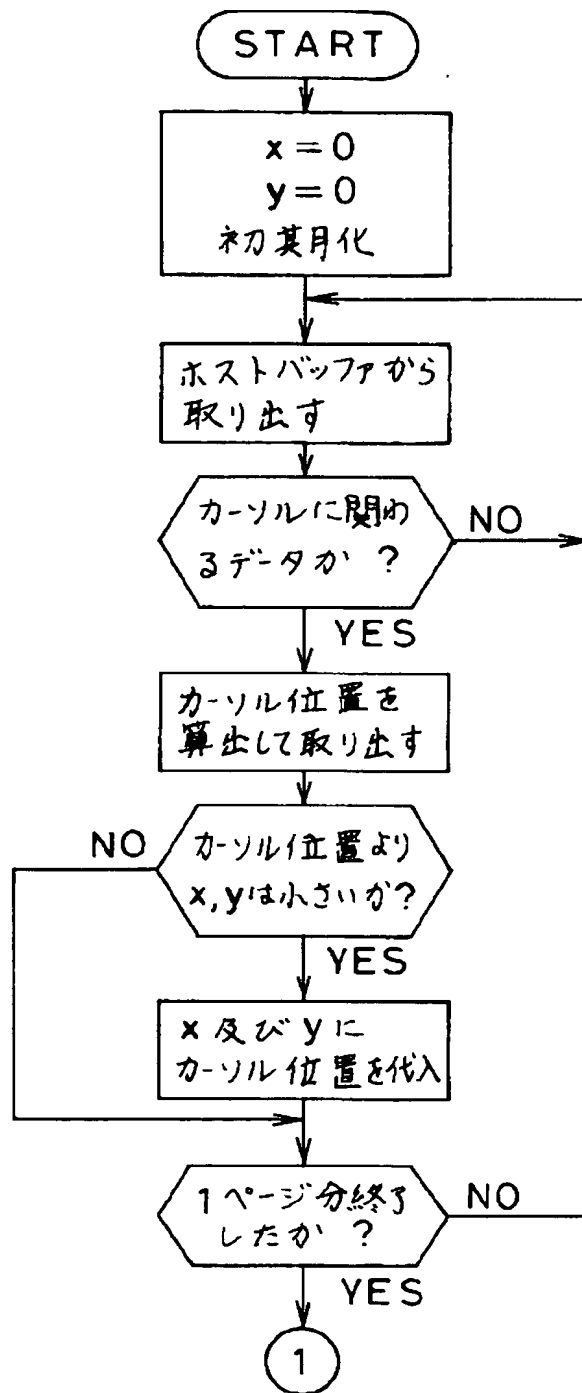 START
x=0
y=0
初期化
ホストバッファから
取り出す
カーソルに関わ
るデータか?
NO
YES
カーソル位置を
算出して取り出す
NO
カーソル位置より
x,yは小さいか?
YES
x 及び yに
カーソル位置を代入
1ページ分終了
したか?
NO
YES
1